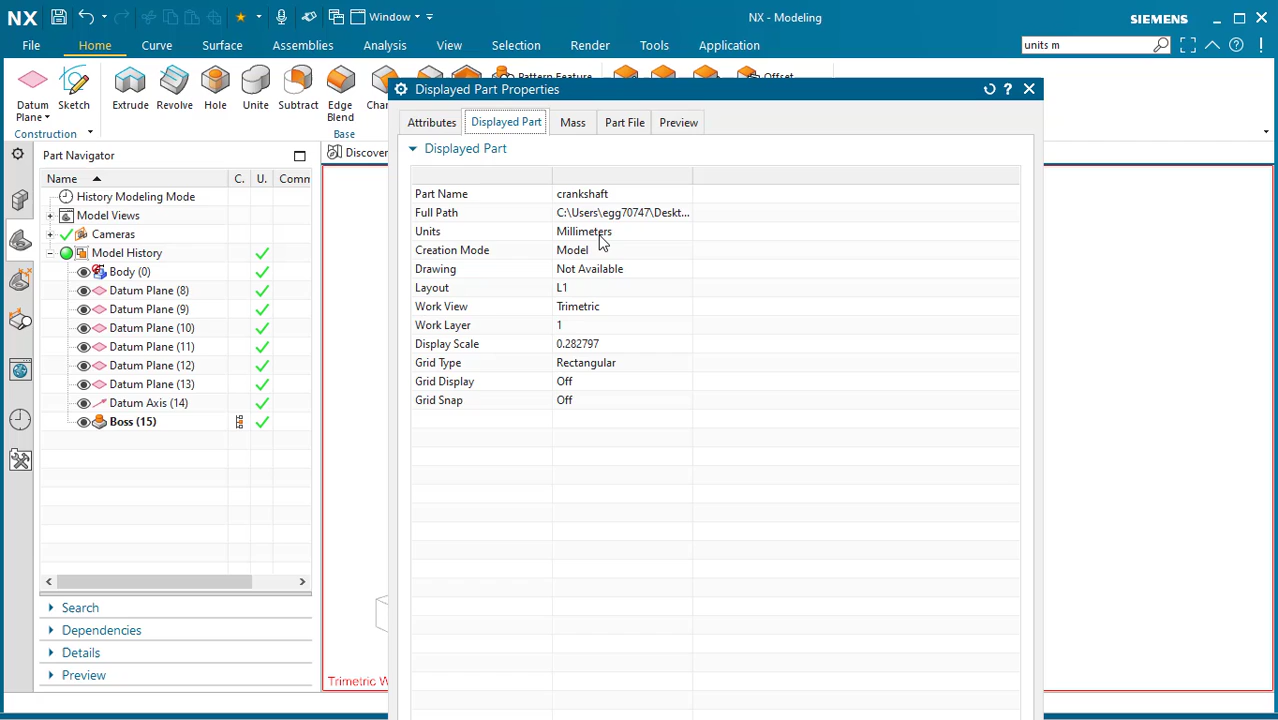 NX
Window
NX - Modeling
SIEMENS
File
Home
Curve
Surface
Assemblies
Analysis
View
Selection
Render
Tools
Application
units m
Datum
Plane
Sketch
Extrude
Revolve
Hole
Unite
Subtract
Edge
Blend
Pattern Feature
Offset
Construction
Base
Part Navigator
Name
C.
U.
Comm
History Modeling Mode
Model Views
Cameras
Model History
Body (0)
Datum Plane (8)
Datum Plane (9)
Datum Plane (10)
Datum Plane (11)
Datum Plane (12)
Datum Plane (13)
Datum Axis (14)
Boss (15)
Search
Dependencies
Details
Preview
Trimetric W
Displayed Part Properties
Attributes
Displayed Part
Mass
Part File
Preview
Displayed Part
Part Name crankshaft
Full Path C:\Users\egg70747\Deskt...
Units Millimeters
Creation Mode Model
Drawing Not Available
Layout L1
Work View Trimetric
Work Layer 1
Display Scale 0.282797
Grid Type Rectangular
Grid Display Off
Grid Snap Off